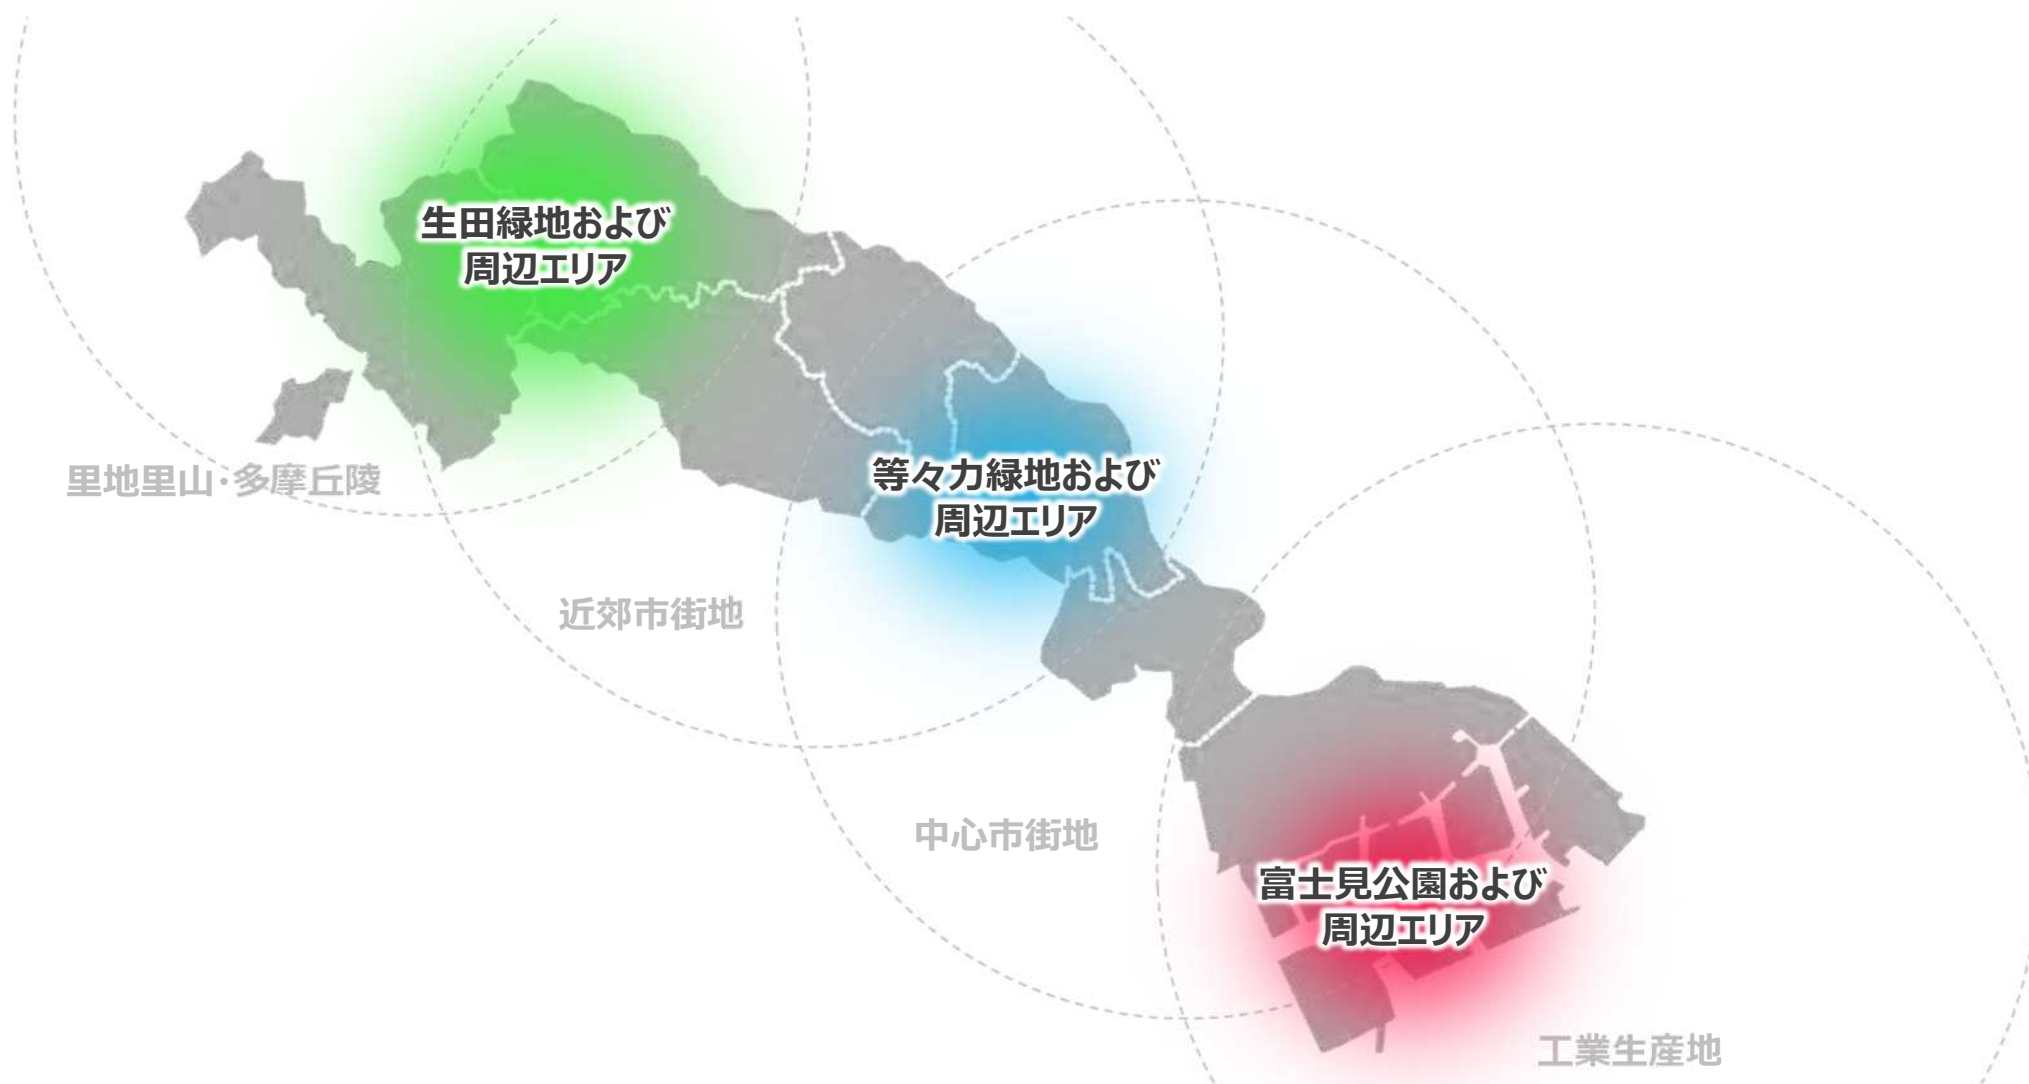 生田緑地および
周辺エリア
里地里山・多摩丘陵
等々力緑地および
周辺エリア
近郊市街地
中心市街地
富士見公園および
周辺エリア
工業生産地